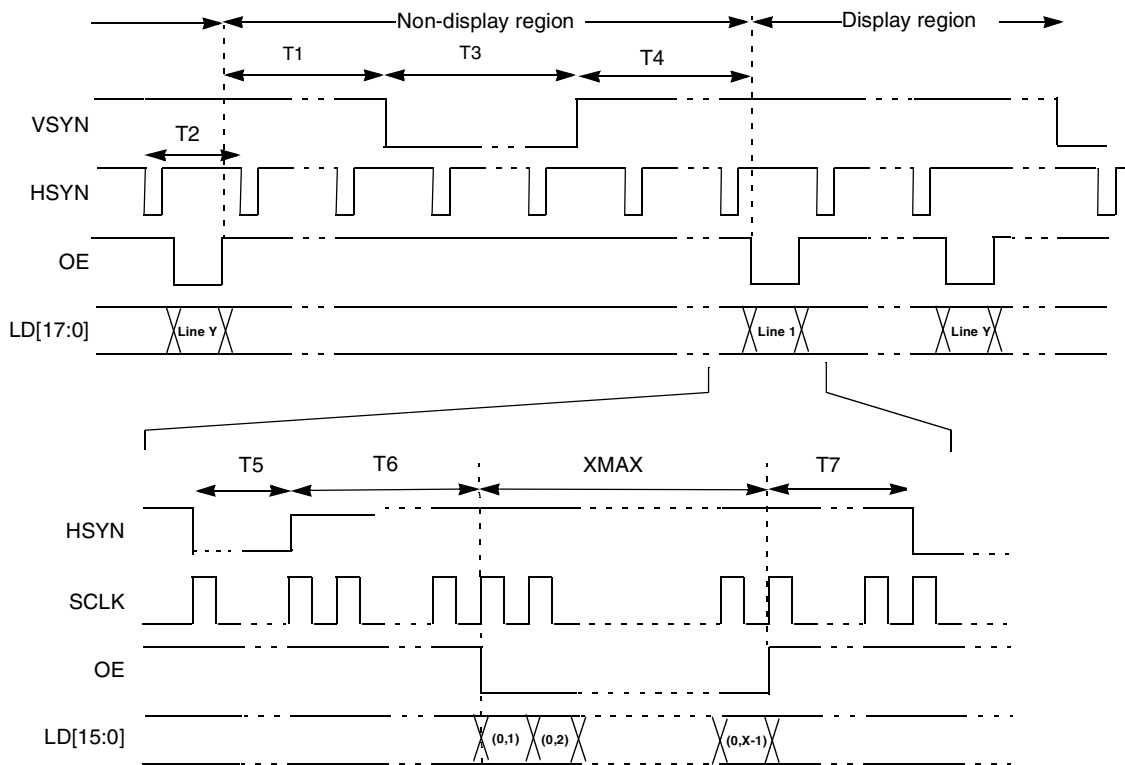 Non-display region
Display region
T1
T3
T4
VSYN
T2
HSYN
OE
LD[17:0]
Line Y
Line 1
Line Y
T5
T6
XMAX
T7
HSYN
SCLK
OE
LD[15:0]
(0,1)
(0,2)
(0,X-1)